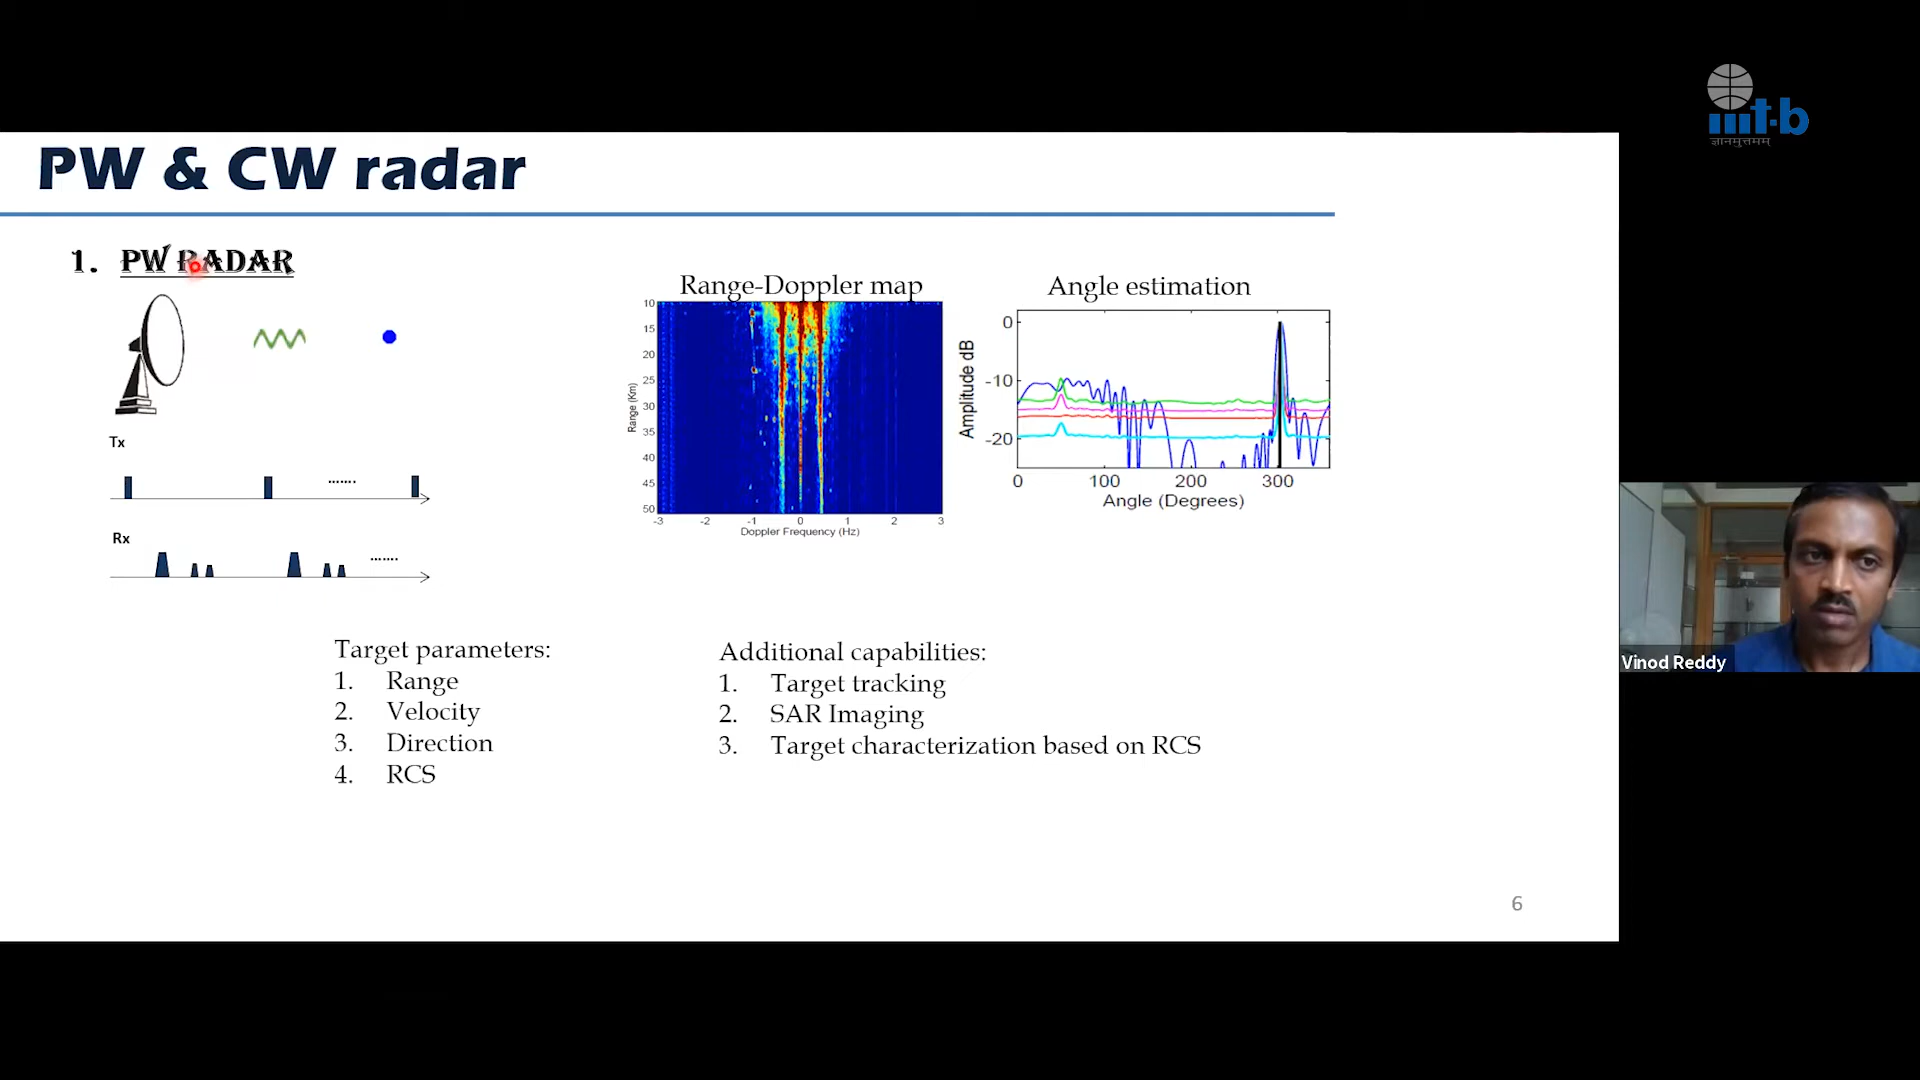 iiit-b
ज्ञानमुत्तमम्
PW & CW radar
1. PW RADAR
Tx
.......
Rx
.......
Range-Doppler map
Range (Km)
10
15
20
25
30
35
40
45
50
-3 -2 -1 0 1 2 3
Doppler Frequency (Hz)
Angle estimation
Amplitude dB
0
-10
-20
0 100 200 300
Angle (Degrees)
Target parameters:
1. Range
2. Velocity
3. Direction
4. RCS
Additional capabilities:
1. Target tracking
2. SAR Imaging
3. Target characterization based on RCS
6
Vinod Reddy